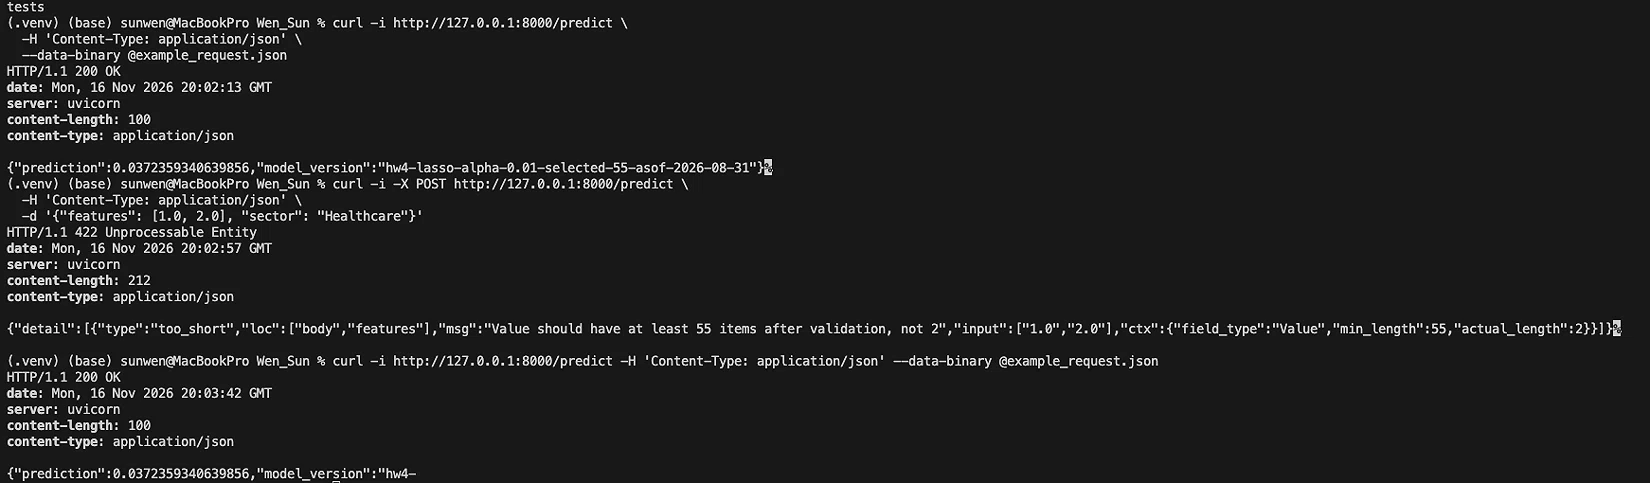 tests
(.venv) (base) sunwen@MacBookPro Wen_Sun % curl -i http://127.0.0.1:8000/predict \
  -H 'Content-Type: application/json' \
  --data-binary @example_request.json
HTTP/1.1 200 OK
date: Mon, 16 Nov 2026 20:02:13 GMT
server: uvicorn
content-length: 100
content-type: application/json

{"prediction":0.0372359340639856,"model_version":"hw4-lasso-alpha-0.01-selected-55-asof-2026-08-31"}%
(.venv) (base) sunwen@MacBookPro Wen_Sun % curl -i -X POST http://127.0.0.1:8000/predict \
  -H 'Content-Type: application/json' \
  -d '{"features": [1.0, 2.0], "sector": "Healthcare"}'
HTTP/1.1 422 Unprocessable Entity
date: Mon, 16 Nov 2026 20:02:57 GMT
server: uvicorn
content-length: 212
content-type: application/json

{"detail":[{"type":"too_short","loc":["body","features"],"msg":"Value should have at least 55 items after validation, not 2","input":["1.0","2.0"],"ctx":{"field_type":"Value","min_length":55,"actual_length":2}}]}%

(.venv) (base) sunwen@MacBookPro Wen_Sun % curl -i http://127.0.0.1:8000/predict -H 'Content-Type: application/json' --data-binary @example_request.json
HTTP/1.1 200 OK
date: Mon, 16 Nov 2026 20:03:42 GMT
server: uvicorn
content-length: 100
content-type: application/json

{"prediction":0.0372359340639856,"model_version":"hw4-